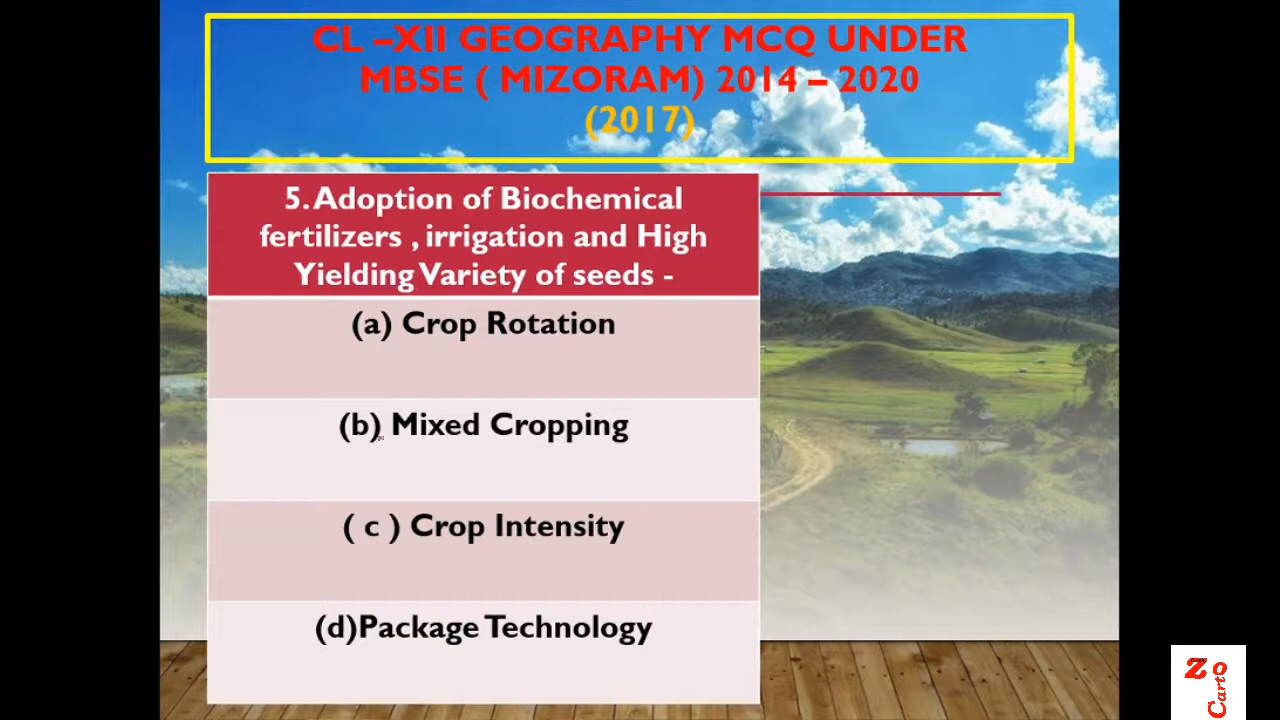 CL –XII GEOGRAPHY MCQ UNDER
MBSE ( MIZORAM) 2014 – 2020
(2017)
5. Adoption of Biochemical
fertilizers , irrigation and High
Yielding Variety of seeds -
(a) Crop Rotation
(b) Mixed Cropping
( c ) Crop Intensity
(d)Package Technology
Zo
Carto